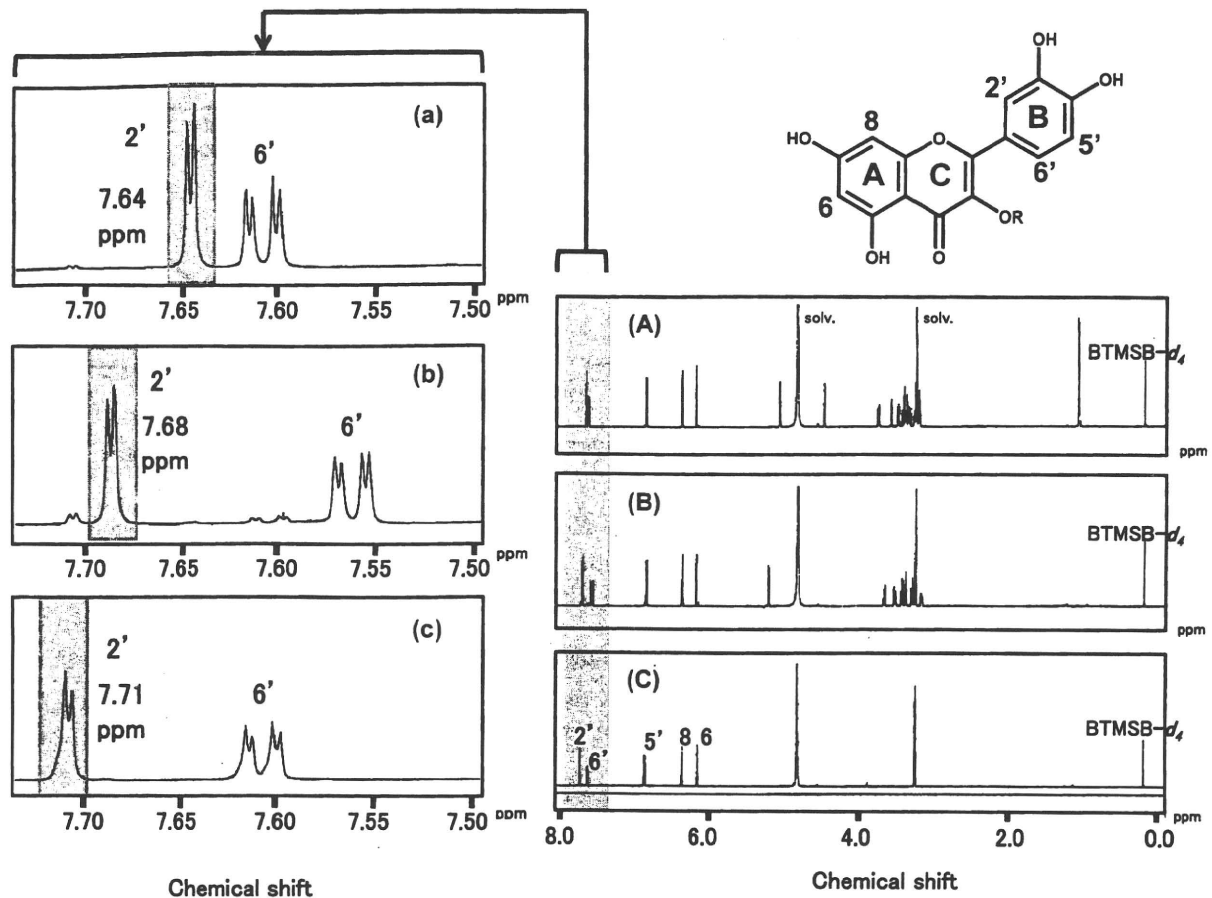 (a)
2’
6’
7.64
ppm
7.70 7.65 7.60 7.55 7.50 ppm
(b)
2’
7.68
ppm
6’
7.70 7.65 7.60 7.55 7.50 ppm
(c)
2’
7.71
ppm
6’
7.70 7.65 7.60 7.55 7.50 ppm
Chemical shift
OH
OH
2'
B
5'
6'
8
HO
O
A
C
6
OR
OH
O
(A)
solv.
solv.
BTMSB-d4
ppm
(B)
BTMSB-d4
ppm
(C)
2’
6’
5’
8 6
BTMSB-d4
8.0 6.0 4.0 2.0 0.0 ppm
Chemical shift